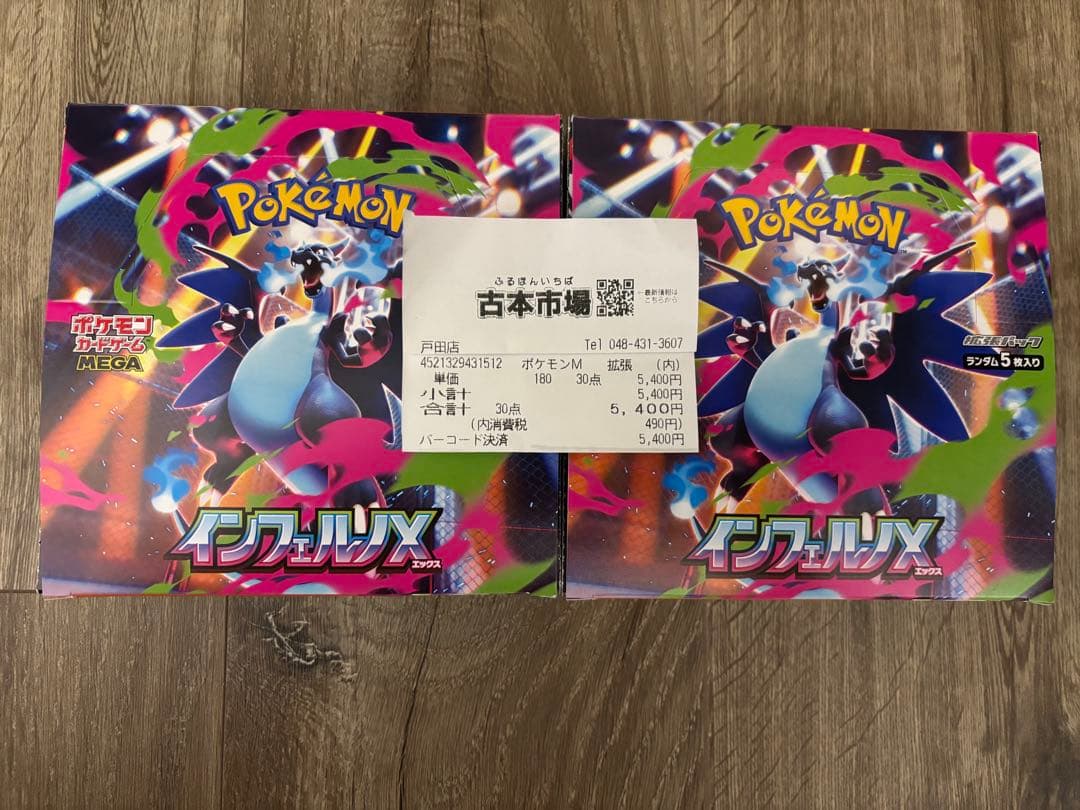 POKéMON
ポケモン
カードゲーム
MEGA
インフェルノX
エックス
ふるほんいちば
古本市場
←最新情報は
こちらから
戸田店 Tel 048-431-3607
4521329431512 ポケモンM 拡張 (内)
単価 180 30点 5,400円
小計 5,400円
合計 30点 5,400円
(内消費税 490円)
バーコード決済 5,400円
POKéMON
TM
拡張パック
ランダム5枚入り
インフェルノX
エックス